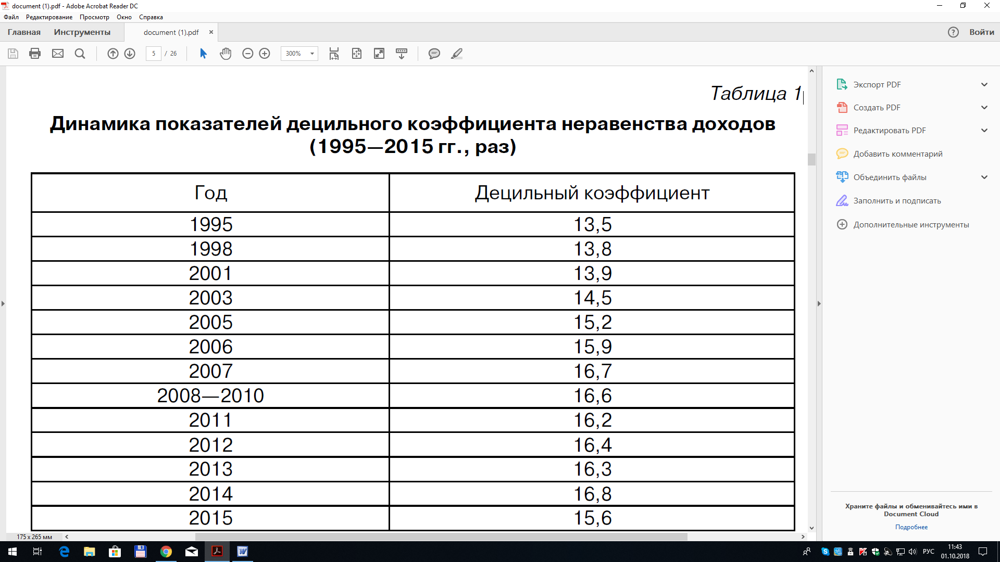 document (1).pdf - Adobe Acrobat Reader DC
Файл Редактирование Просмотр Окно Справка
Главная Инструменты document (1).pdf × Войти
5 / 26 300%
Таблица 1
Динамика показателей децильного коэффициента неравенства доходов
(1995—2015 гг., раз)
Год Децильный коэффициент
1995 13,5
1998 13,8
2001 13,9
2003 14,5
2005 15,2
2006 15,9
2007 16,7
2008—2010 16,6
2011 16,2
2012 16,4
2013 16,3
2014 16,8
2015 15,6
175 x 265 мм
Экспорт PDF
Создать PDF
Редактировать PDF
Добавить комментарий
Объединить файлы
Заполнить и подписать
Дополнительные инструменты
Храните файлы и обменивайтесь ими в
Document Cloud
Подробнее
РУС
11:43
01.10.2018